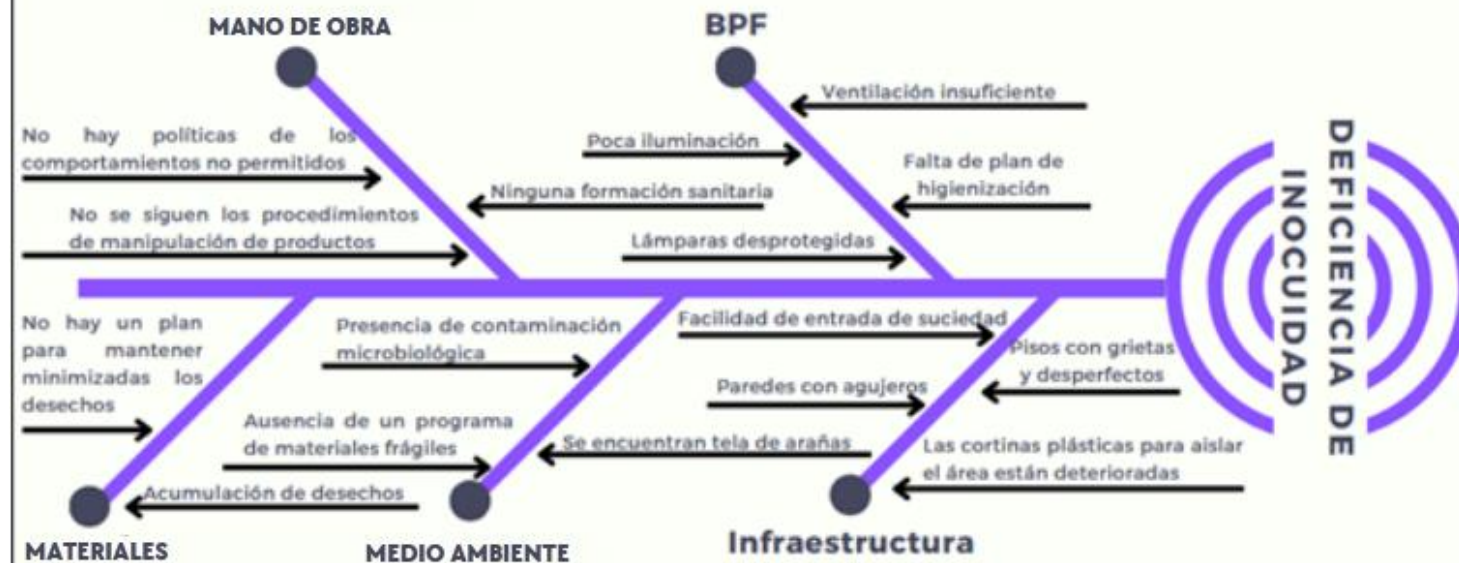 MANO DE OBRA
No hay políticas de los
comportamientos no permitidos
Ninguna formación sanitaria
No se siguen los procedimientos
de manipulación de productos
BPF
Ventilación insuficiente
Poca iluminación
Falta de plan de
higienización
Lámparas desprotegidas
No hay un plan
para mantener
minimizadas los
desechos
Acumulación de desechos
MATERIALES
Presencia de contaminación
microbiológica
Ausencia de un programa
de materiales frágiles
Se encuentran tela de arañas
MEDIO AMBIENTE
Facilidad de entrada de suciedad
Pisos con grietas
y desperfectos
Paredes con agujeros
Las cortinas plásticas para aislar
el área están deterioradas
Infraestructura
DEFICIENCIA DE
INOCUIDAD